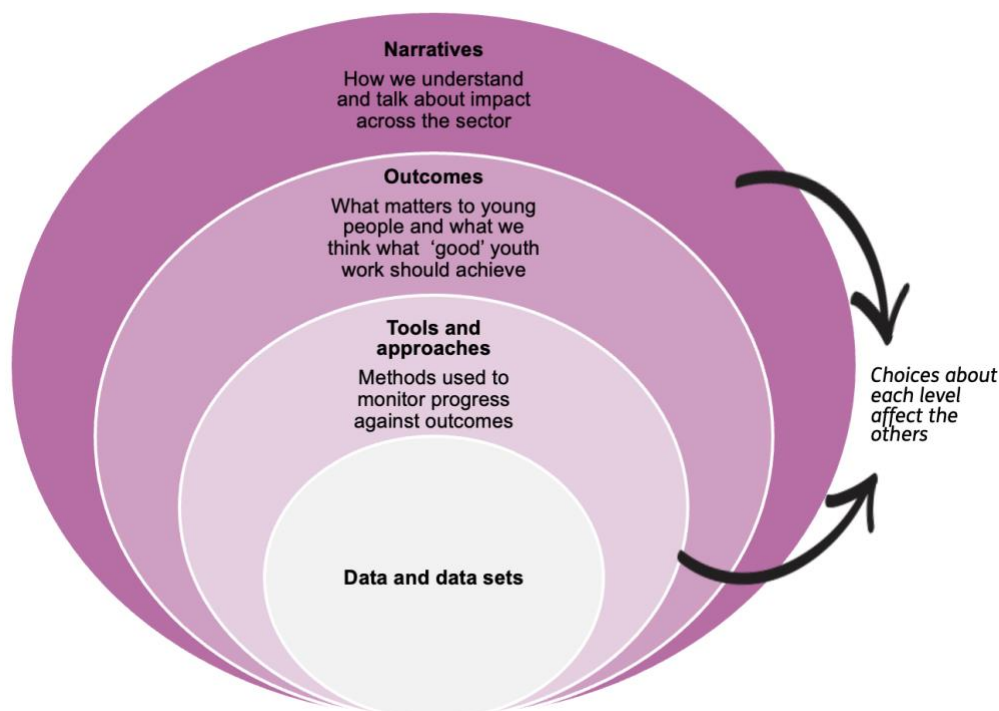 Narratives
How we understand
and talk about impact
across the sector
Outcomes
What matters to young
people and what we
think what ‘good’ youth
work should achieve
Tools and
approaches
Methods used to
monitor progress
against outcomes
Data and data sets
Choices about
each level
affect the
others